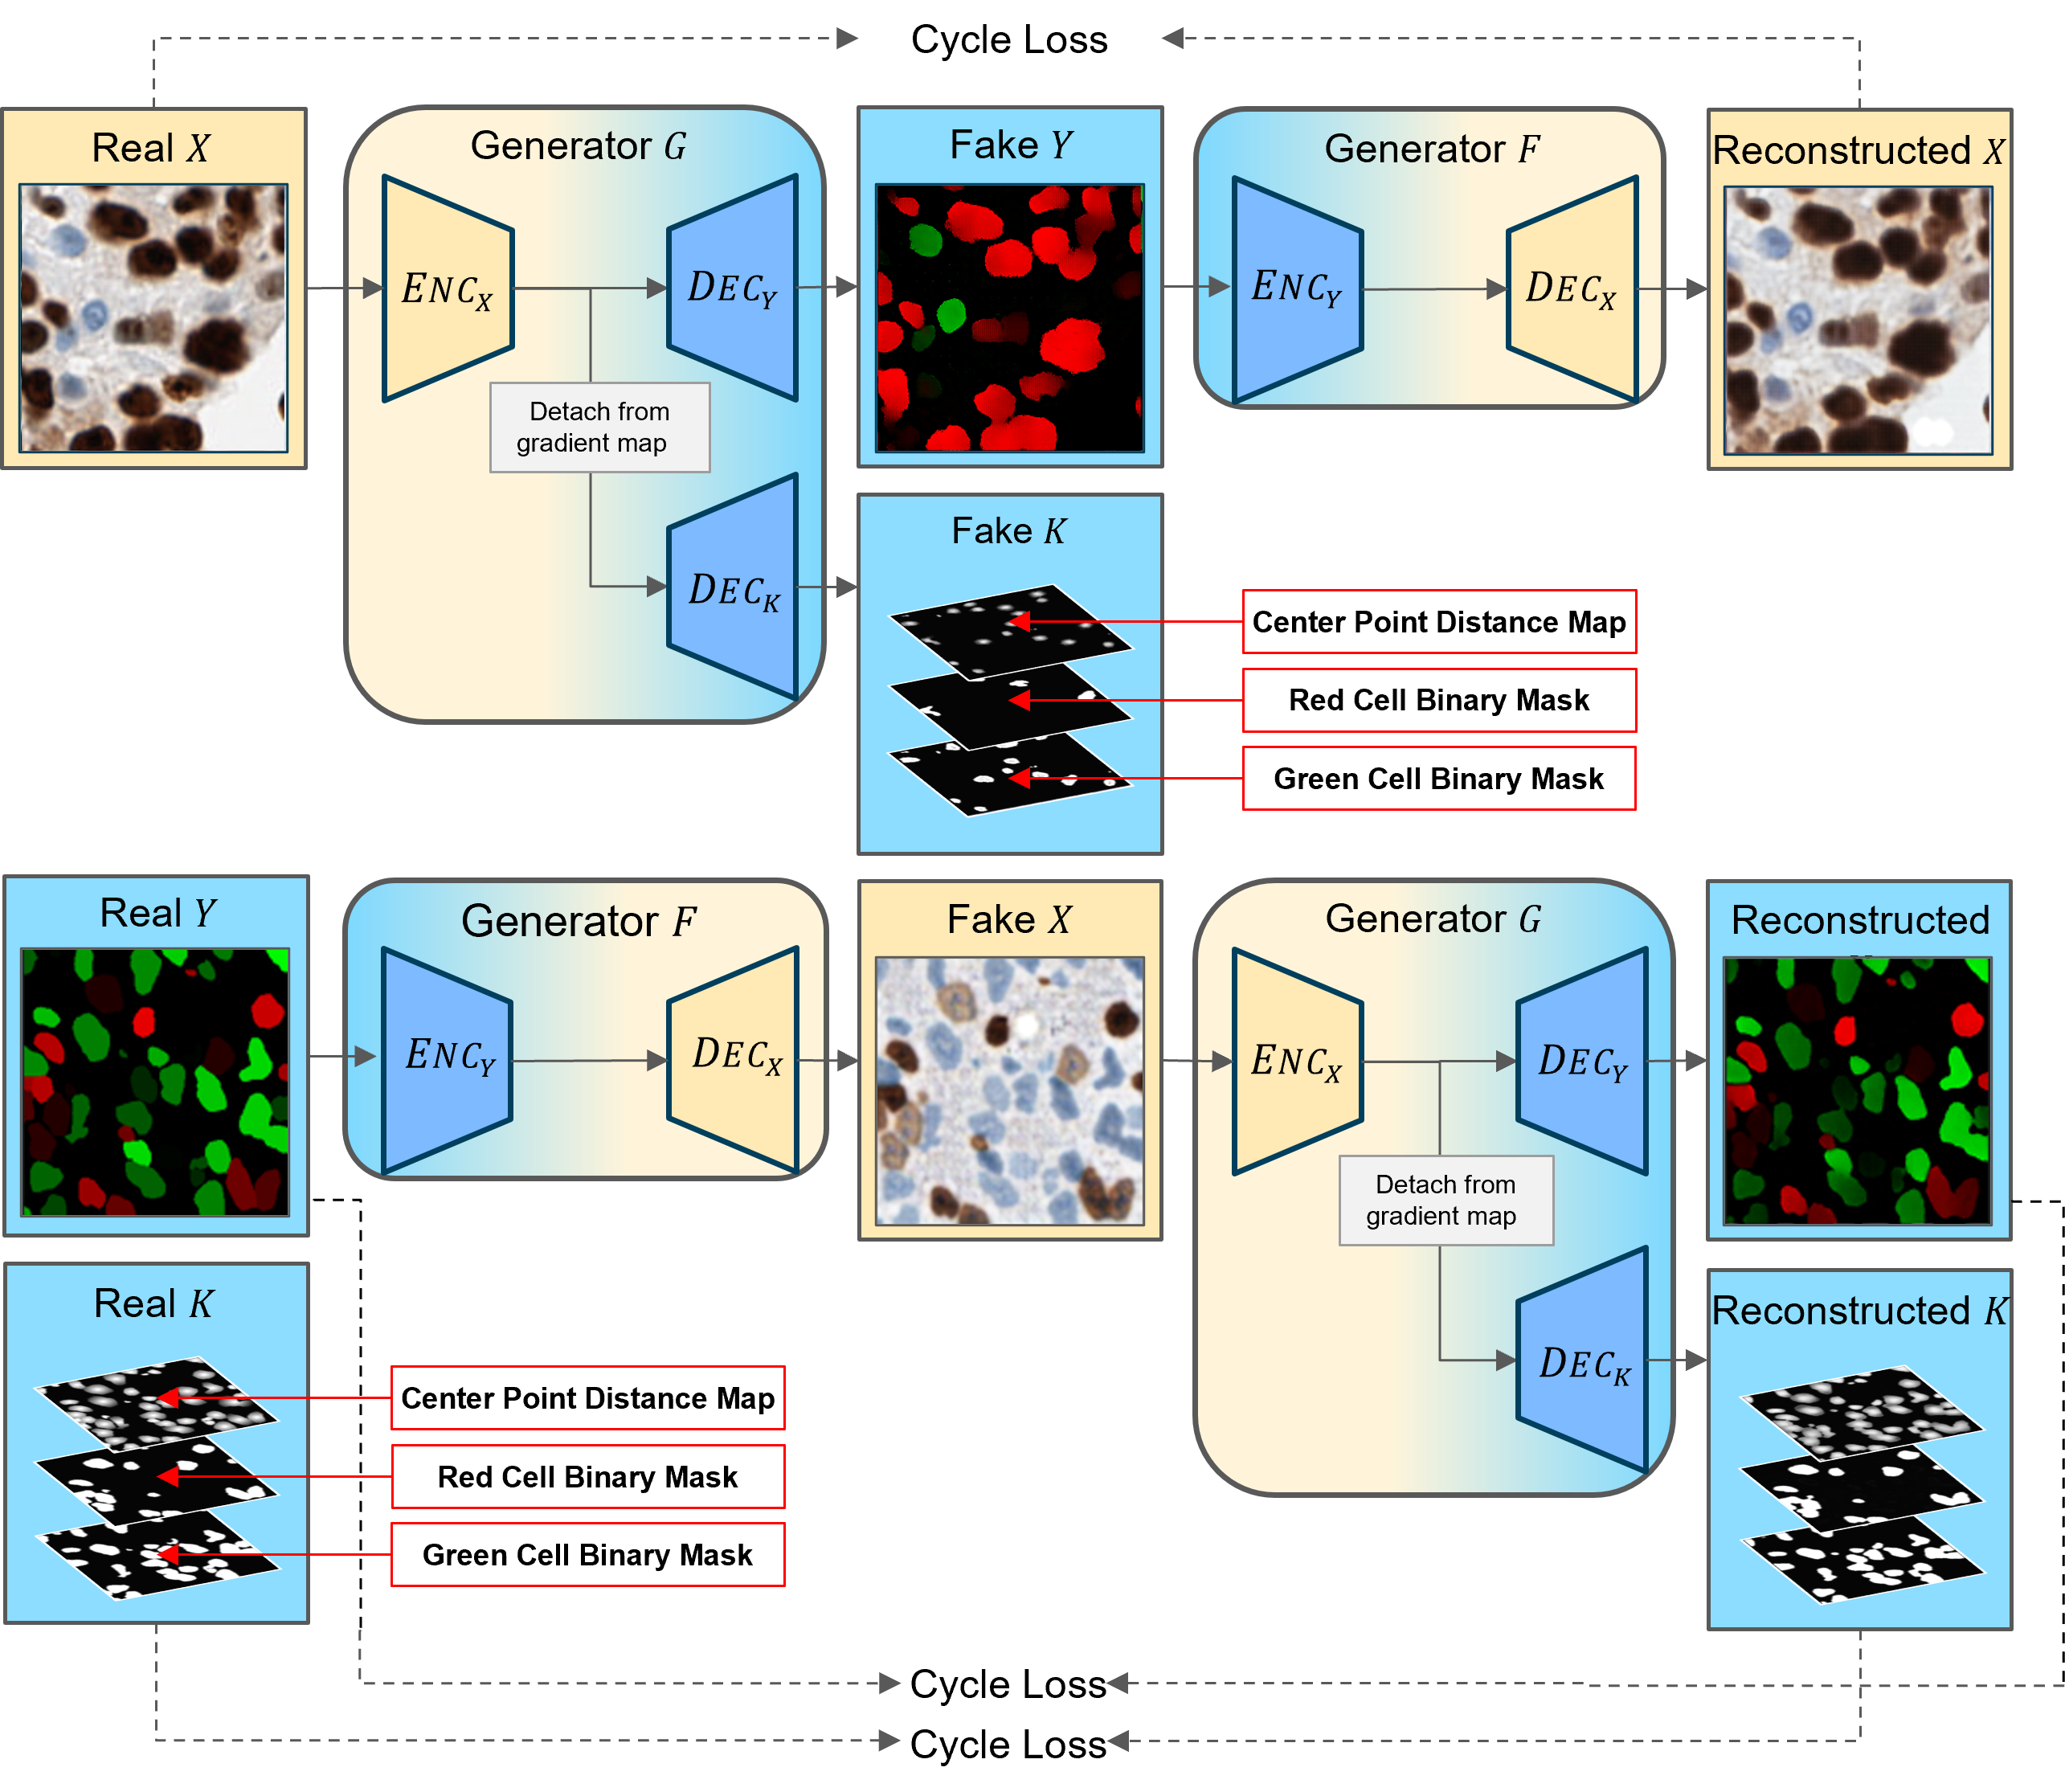 Cycle Loss
Real X
Generator G
Fake Y
Generator F
Reconstructed X
ENC_X
DEC_Y
ENC_Y
DEC_X
Detach from
gradient map
Fake K
DEC_K
Center Point Distance Map
Red Cell Binary Mask
Green Cell Binary Mask
Real Y
Generator F
Fake X
Generator G
Reconstructed
ENC_Y
DEC_X
ENC_X
DEC_Y
Detach from
gradient map
Real K
Reconstructed K
DEC_K
Center Point Distance Map
Red Cell Binary Mask
Green Cell Binary Mask
Cycle Loss
Cycle Loss